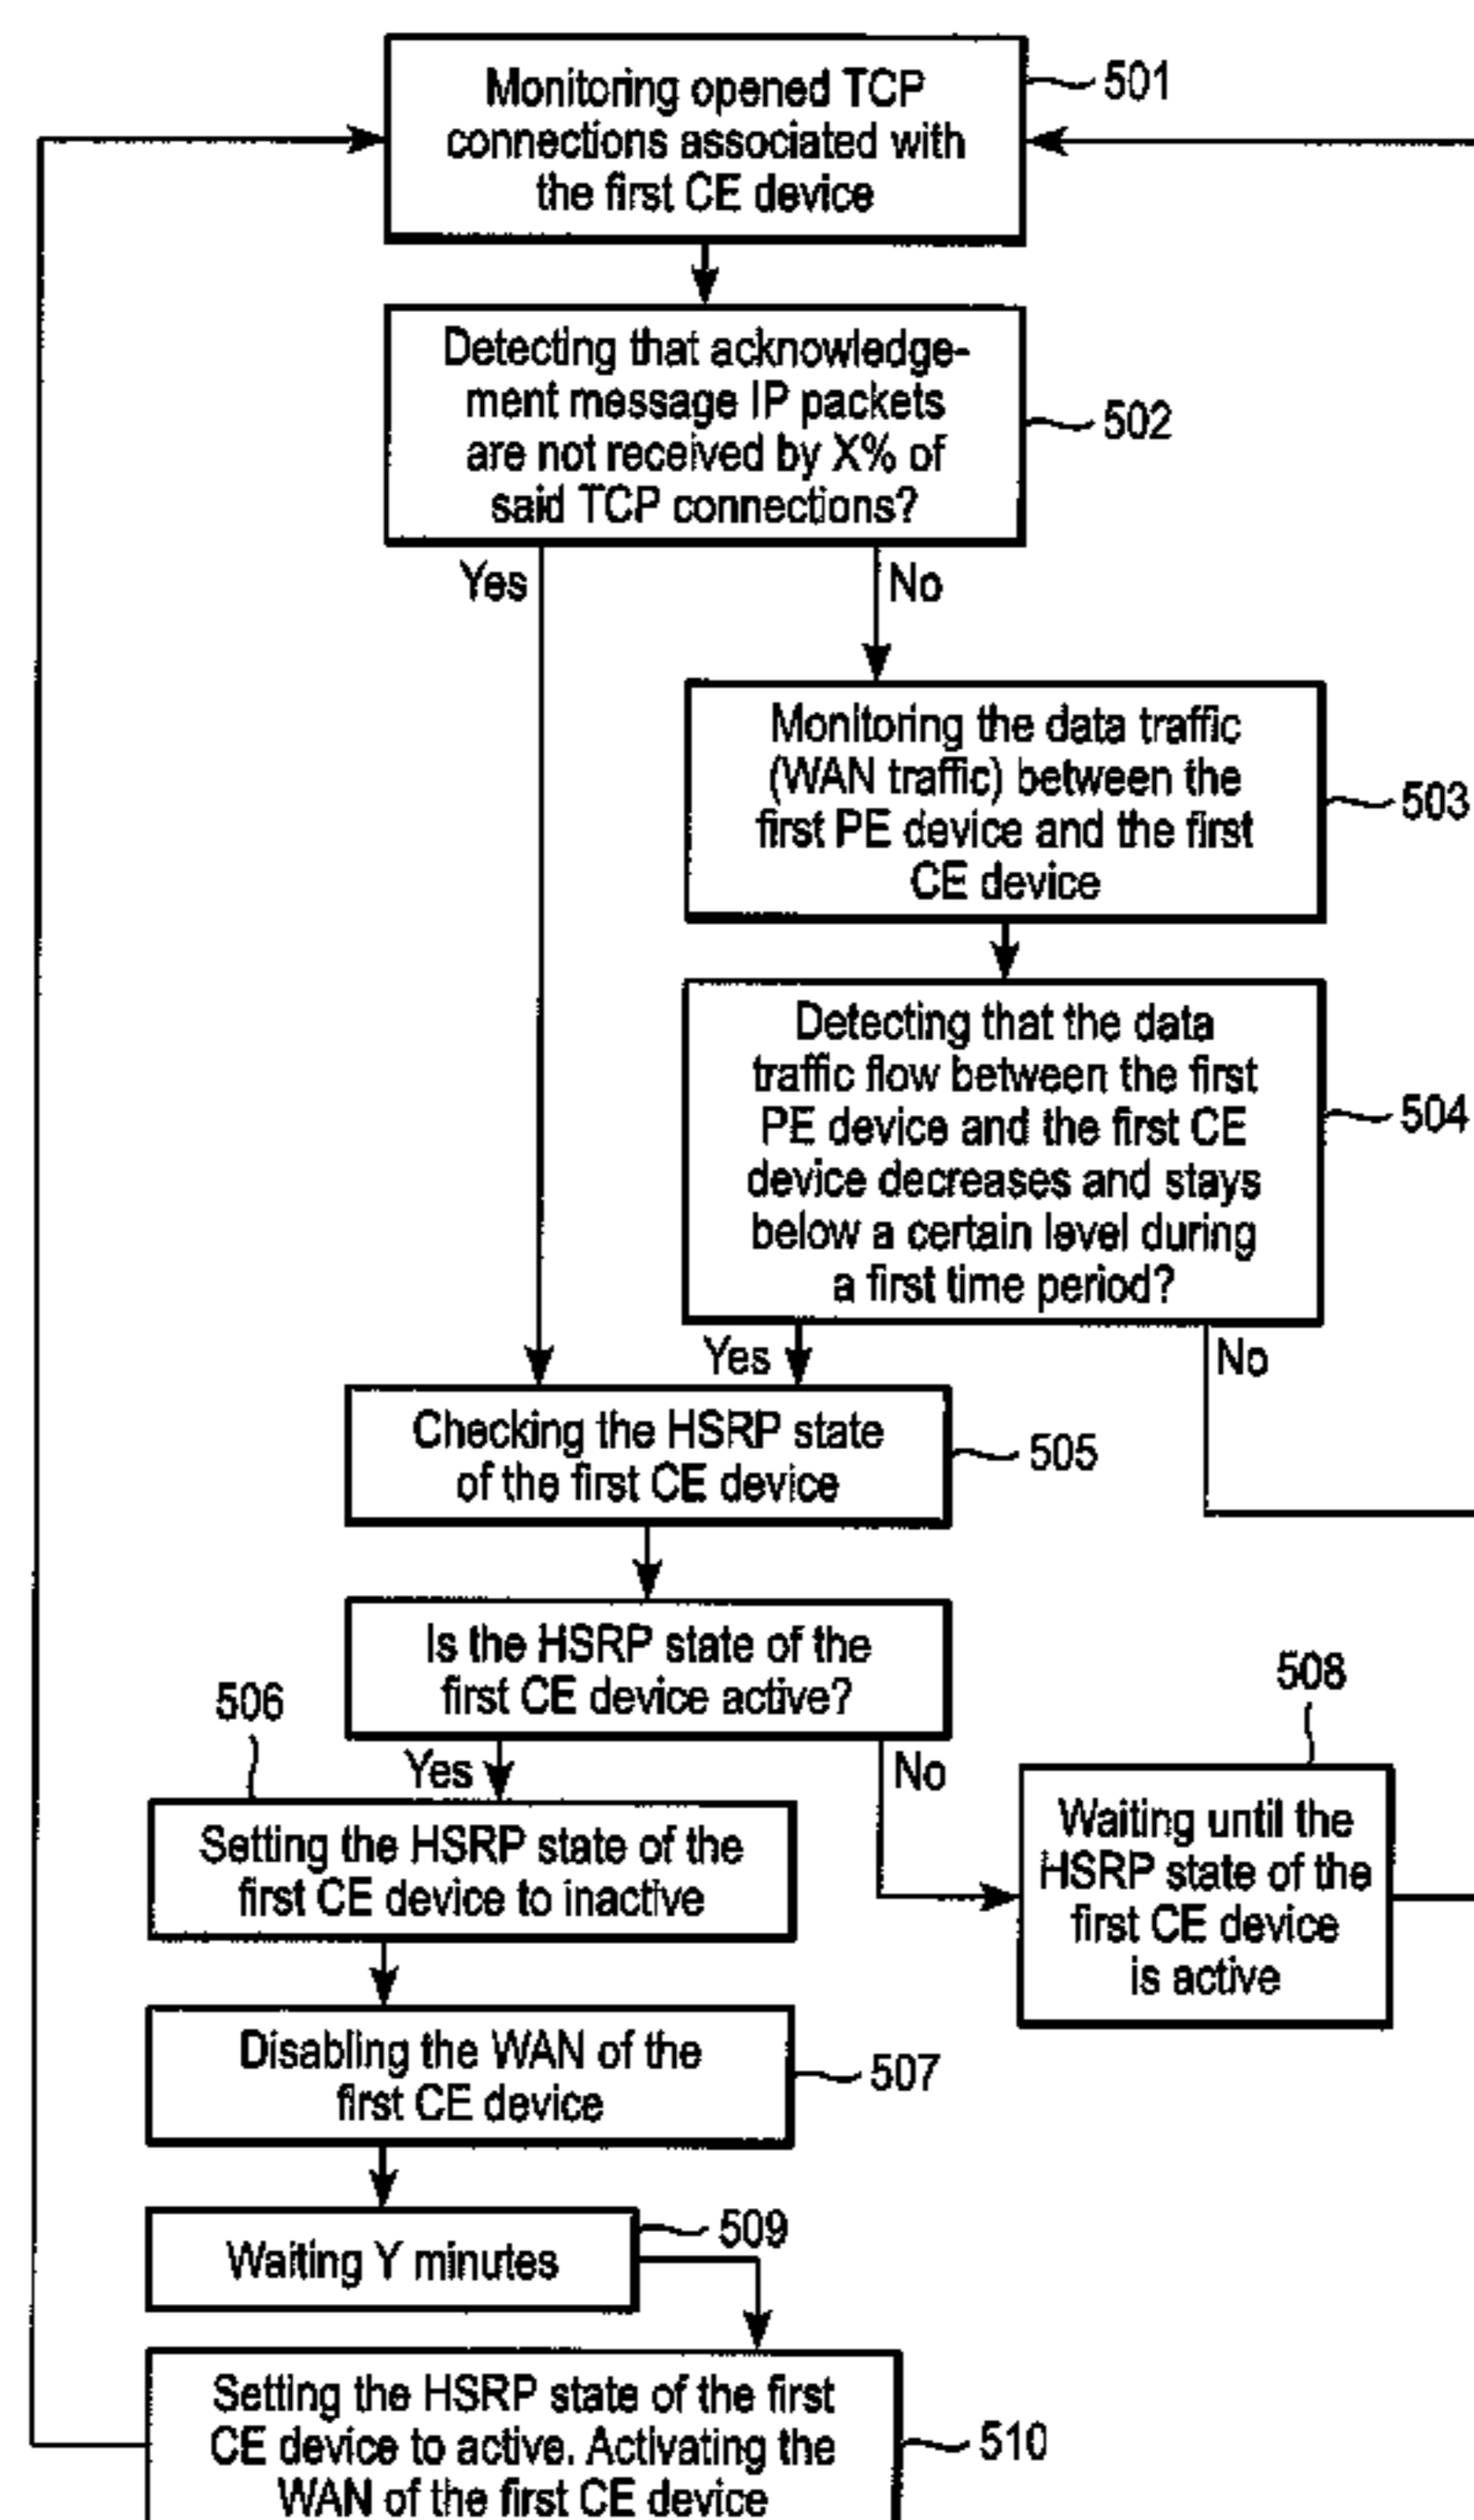 Monitoring opened TCP
connections associated with
the first CE device
501
Detecting that acknowledge-
ment message IP packets
are not received by X% of
said TCP connections?
502
Yes
No
Monitoring the data traffic
(WAN traffic) between the
first PE device and the first
CE device
503
Detecting that the data
traffic flow between the first
PE device and the first CE
device decreases and stays
below a certain level during
a first time period?
504
Yes
No
Checking the HSRP state
of the first CE device
505
Is the HSRP state of the
first CE device active?
506
Yes
No
508
Setting the HSRP state of the
first CE device to inactive
Waiting until the
HSRP state of the
first CE device
is active
Disabling the WAN of the
first CE device
507
Waiting Y minutes
509
Setting the HSRP state of the first
CE device to active. Activating the
WAN of the first CE device
510